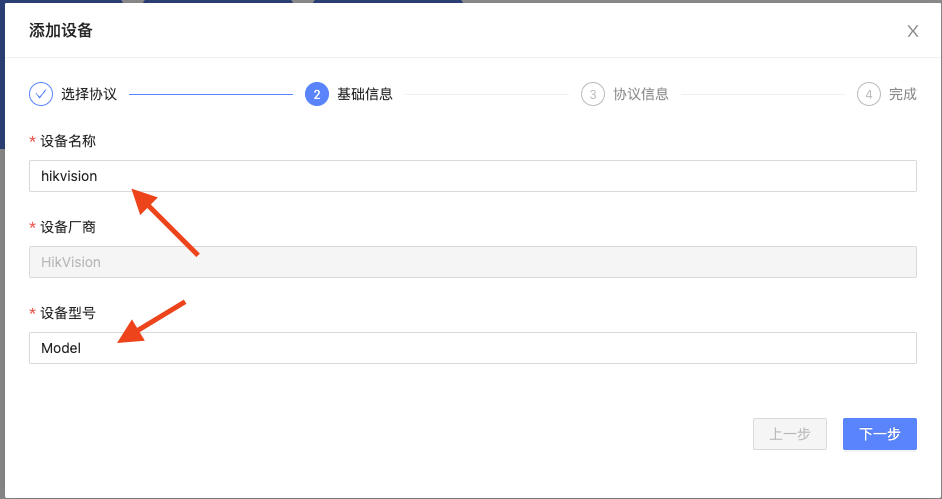 添加设备
选择协议 2 基础信息 3 协议信息 4 完成
* 设备名称
hikvision
* 设备厂商
HikVision
* 设备型号
Model
上一步 下一步